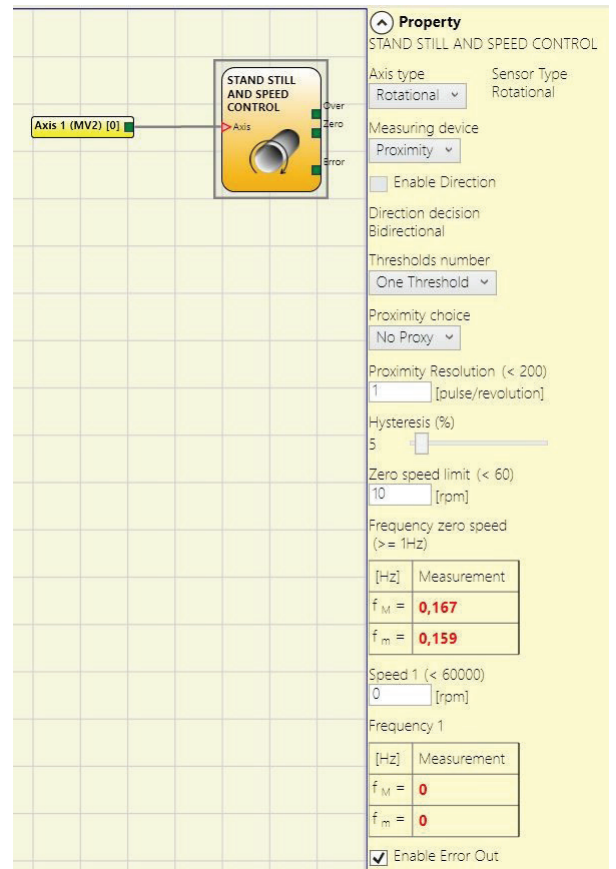 STAND STILL
AND SPEED
CONTROL
Over
Axis 1 (MV2) [0]
Axis
Zero
Error
Property
STAND STILL AND SPEED CONTROL
Axis type
Sensor Type
Rotational
Rotational
Measuring device
Proximity
Enable Direction
Direction decision
Bidirectional
Thresholds number
One Threshold
Proximity choice
No Proxy
Proximity Resolution (< 200)
1 [pulse/revolution]
Hysteresis (%)
5
Zero speed limit (< 60)
10 [rpm]
Frequency zero speed
(>= 1Hz)
[Hz] Measurement
f M = 0,167
f m = 0,159
Speed 1 (< 60000)
0 [rpm]
Frequency 1
[Hz] Measurement
f M = 0
f m = 0
Enable Error Out